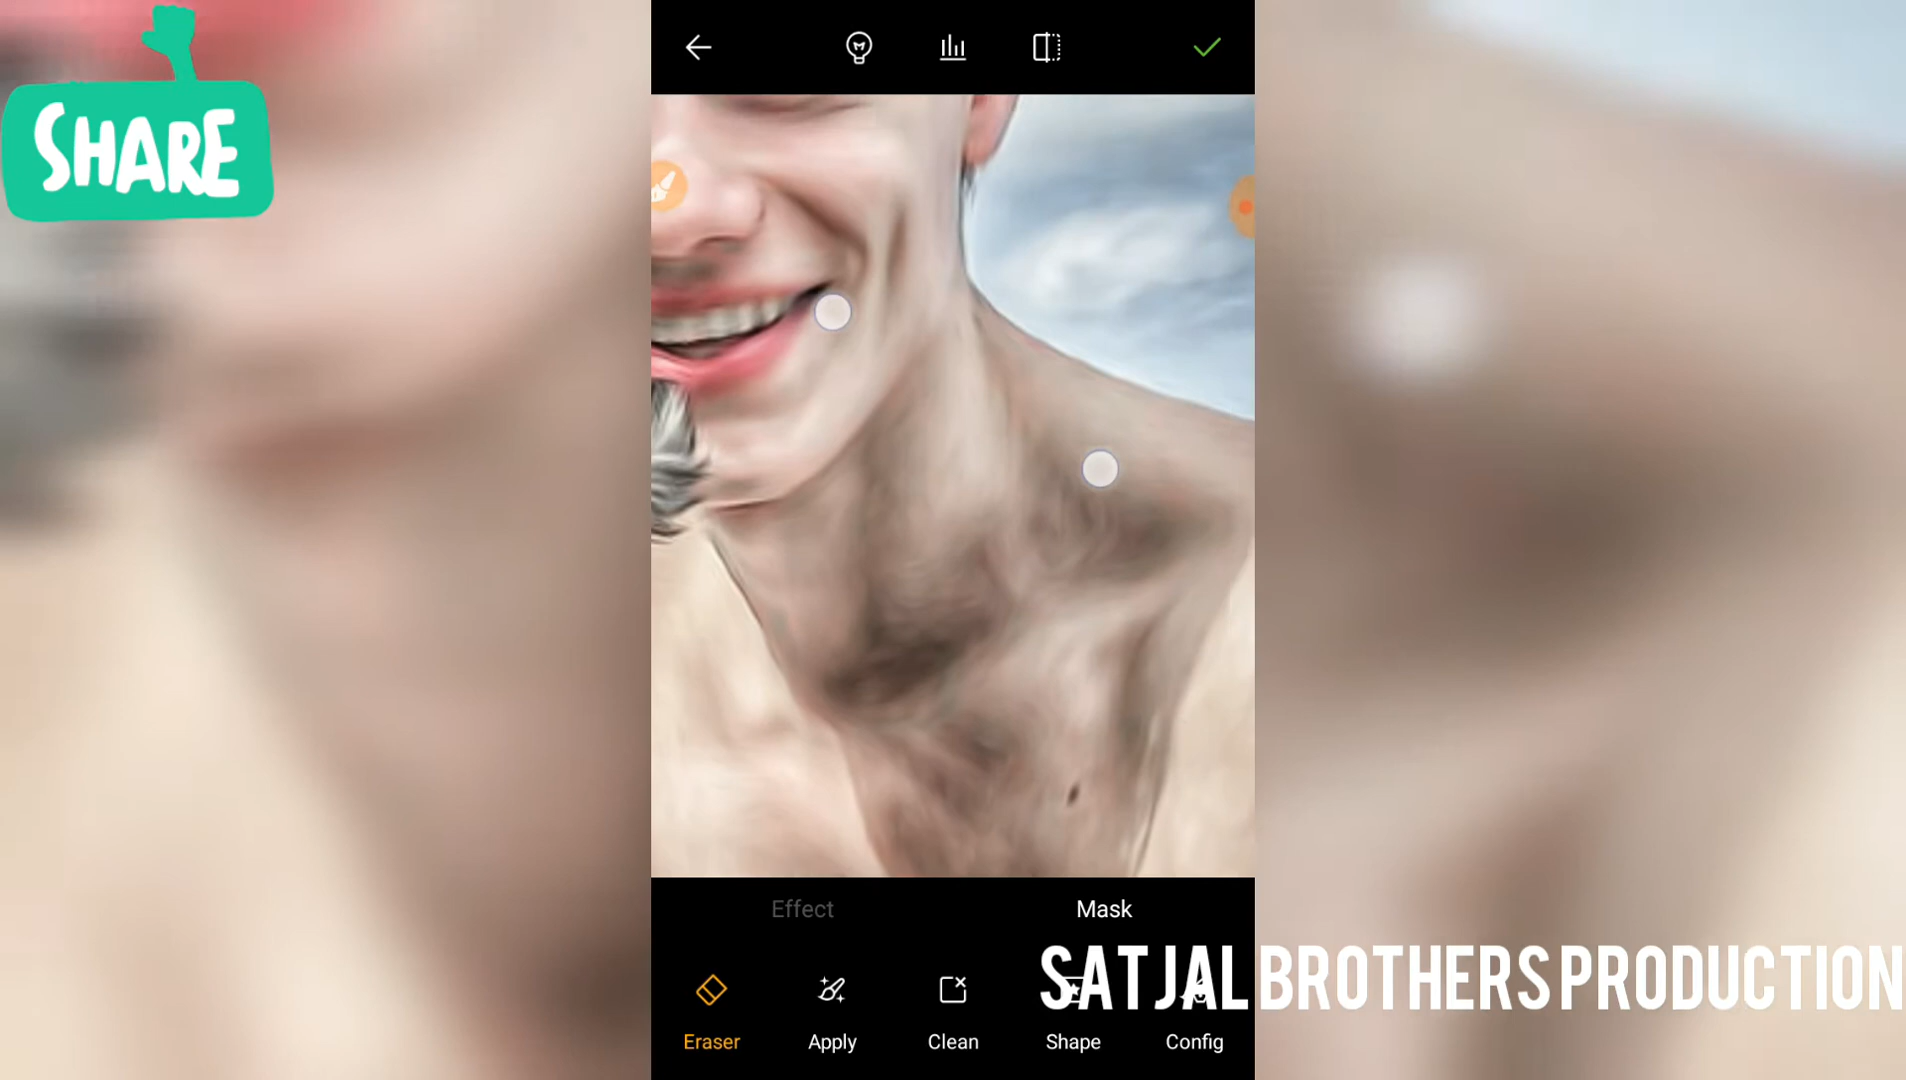 SHARE
Effect
Mask
SATJAL BROTHERS PRODUCTION
Eraser
Apply
Clean
Shape
Config